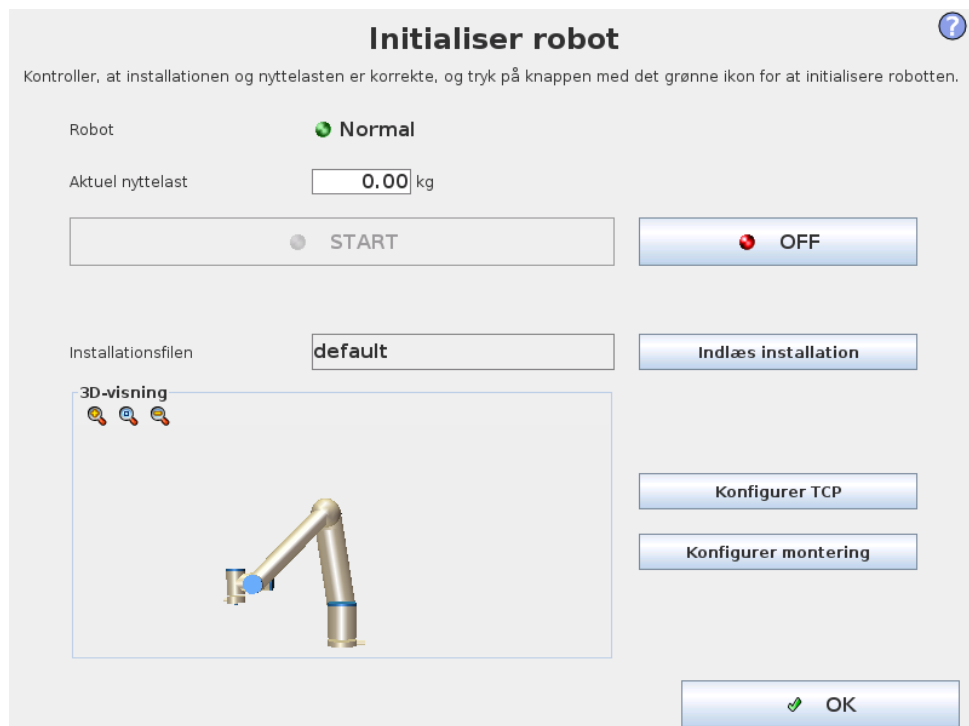 Initialiser robot
?
Kontroller, at installationen og nyttelasten er korrekte, og tryk på knappen med det grønne ikon for at initialisere robotten.
Robot Normal
Aktuel nyttelast 0.00 kg
START OFF
Installationsfilen default Indlæs installation
3D-visning
Konfigurer TCP
Konfigurer montering
OK